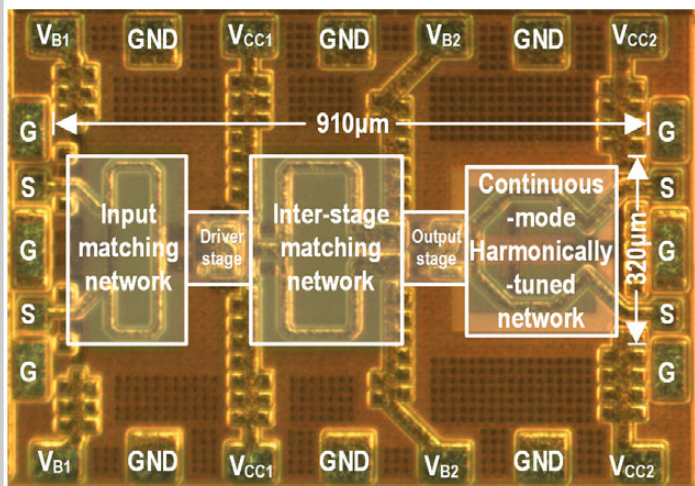 VB1 GND VCC1 GND VB2 GND VCC2
910µm
G G
S S
G G
S S
G G
Input
matching
network
Driver
stage
Inter-stage
matching
network
Output
stage
Continuous
-mode
Harmonically
-tuned
network
320µm
VB1 GND VCC1 GND VB2 GND VCC2